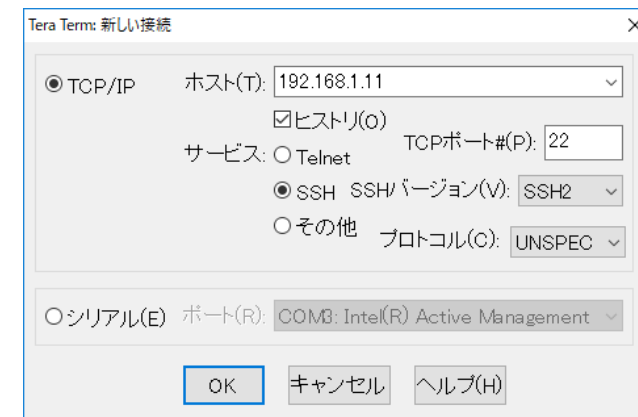 Tera Term: 新しい接続
TCP/IP ホスト(T): 192.168.1.11
ヒストリ(O)
サービス: Telnet TCPポート#(P): 22
SSH SSHバージョン(V): SSH2
その他 プロトコル(C): UNSPEC
シリアル(E) ポート(R): COM3: Intel(R) Active Management
OK キャンセル ヘルプ(H)